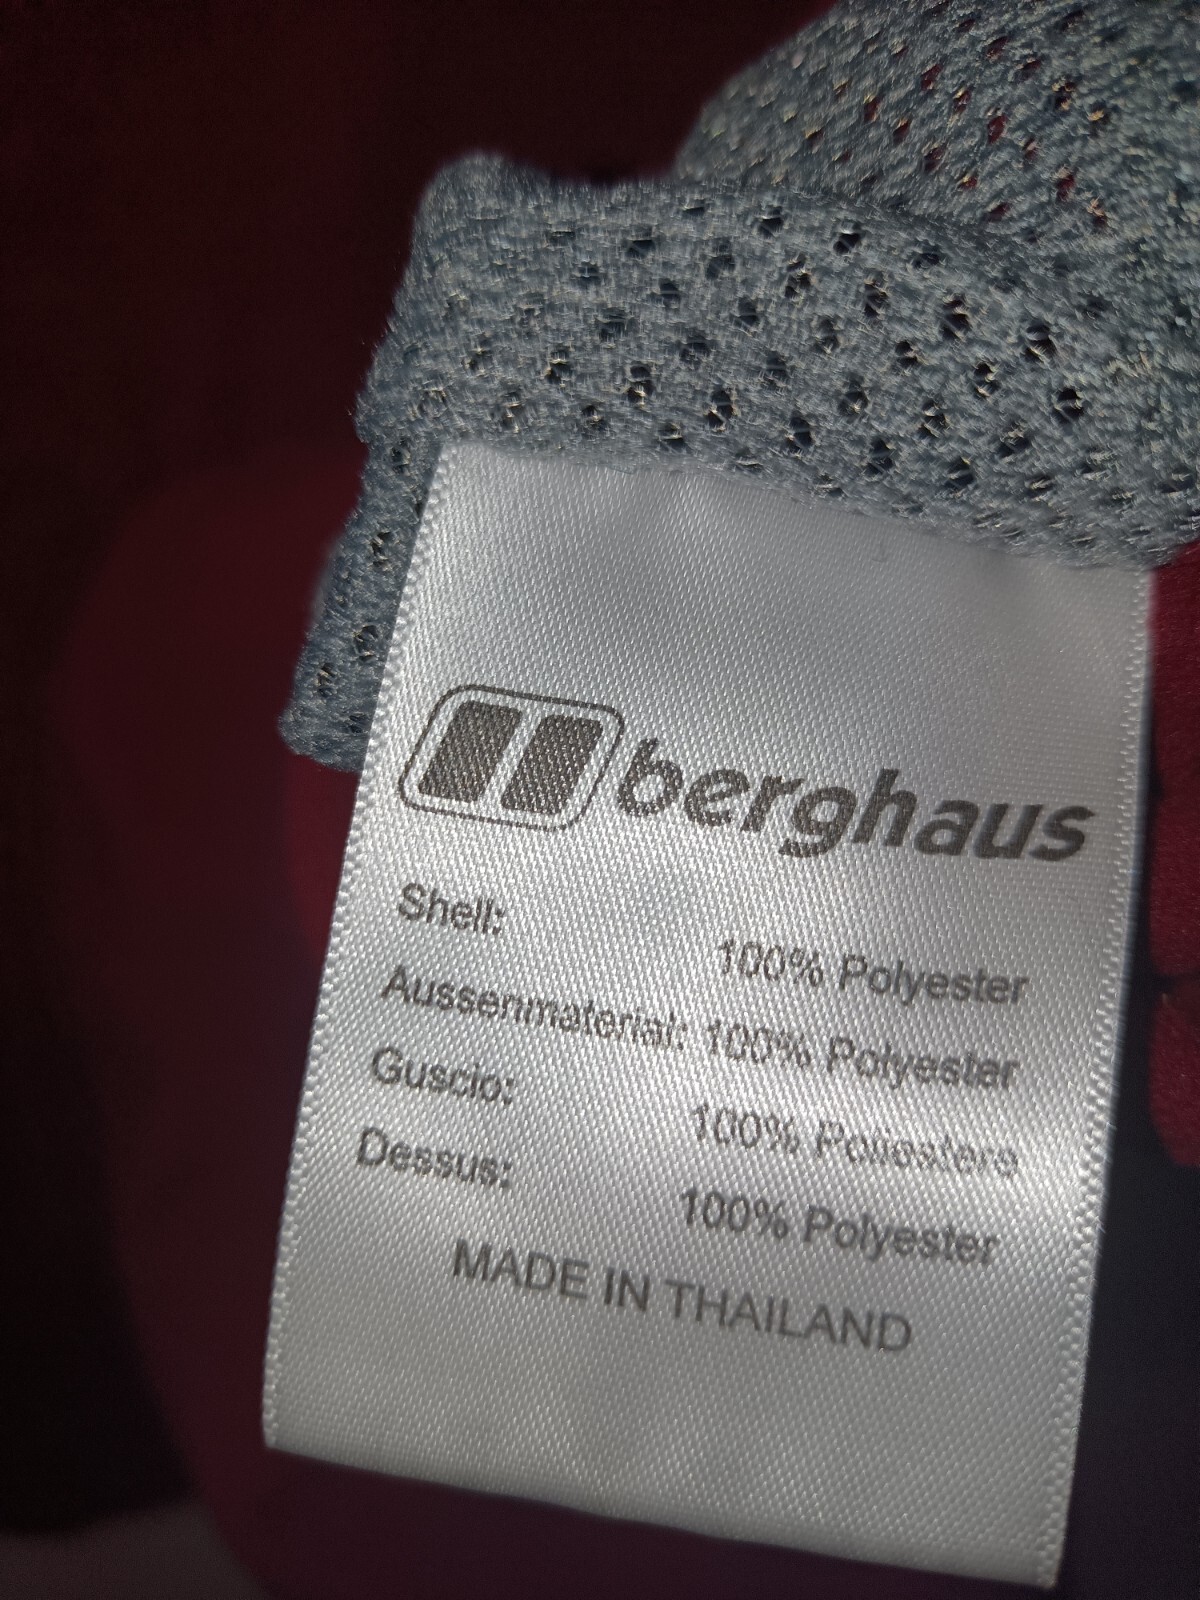 berghaus
Shell: 100% Polyester
Aussenmaterial: 100% Polyester
Guscio: 100% Poliestere
Dessus: 100% Polyester
MADE IN THAILAND